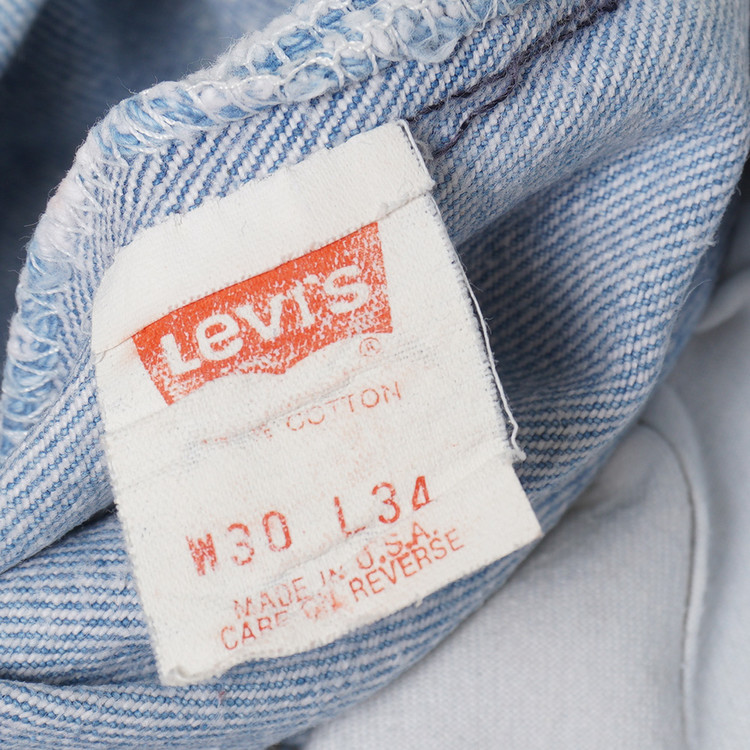 Levi's
®
COTTON
W30 L34
MADE IN U.S.A.
CARE ON REVERSE